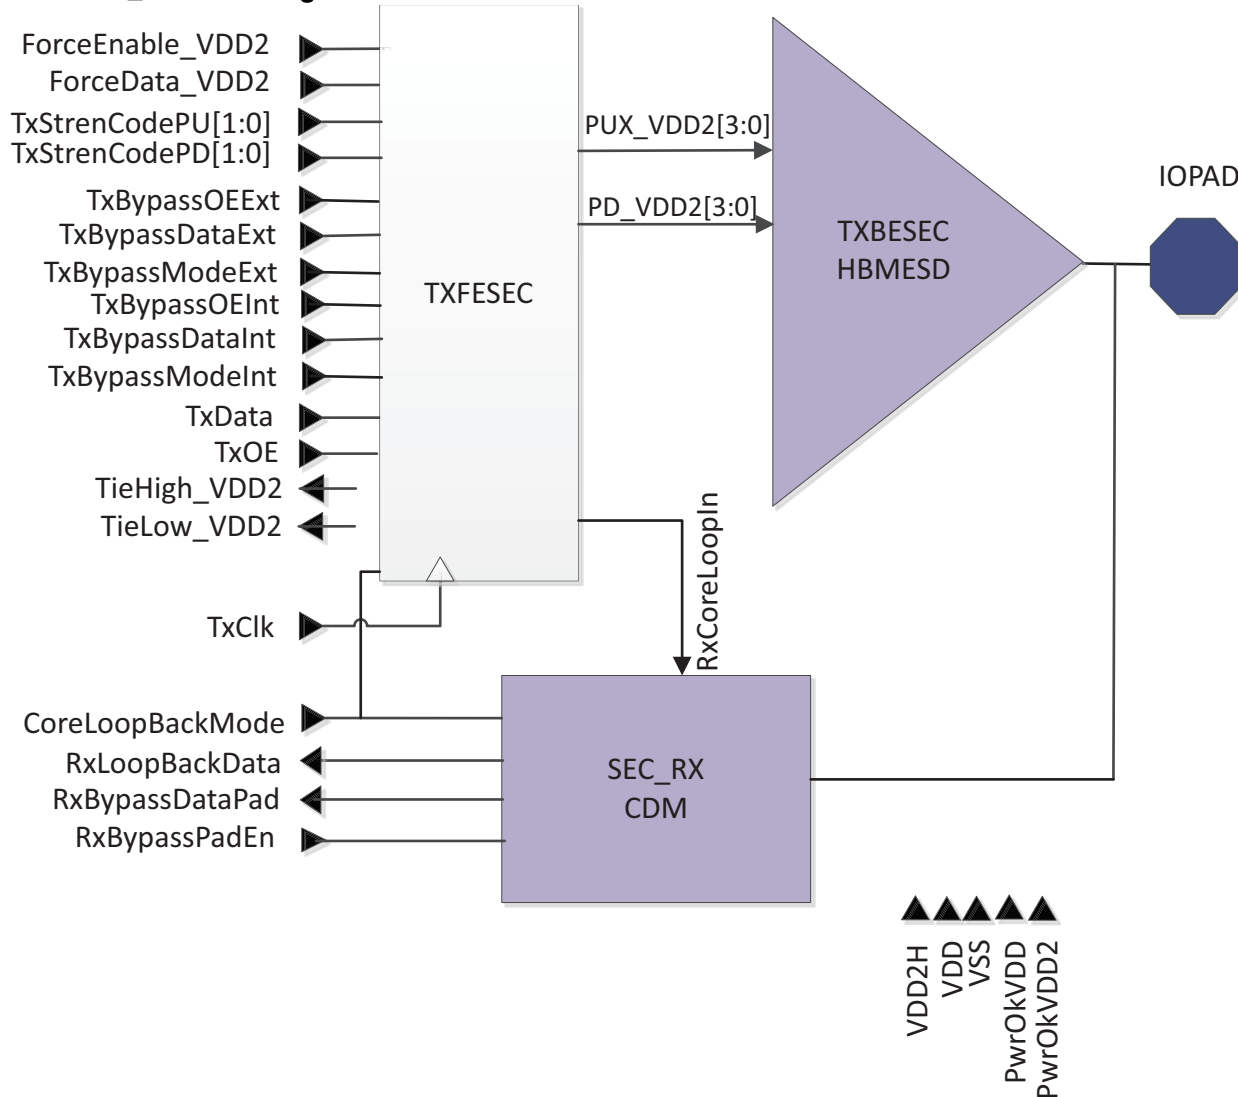 ForceEnable_VDD2
ForceData_VDD2
TxStrenCodePU[1:0]
TxStrenCodePD[1:0]
TxBypassOEExt
TxBypassDataExt
TxBypassModeExt
TxBypassOEInt
TxBypassDataInt
TxBypassModeInt
TxData
TxOE
TieHigh_VDD2
TieLow_VDD2
TxClk
CoreLoopBackMode
RxLoopBackData
RxBypassDataPad
RxBypassPadEn
TXFESEC
PUX_VDD2[3:0]
PD_VDD2[3:0]
TXBESEC
HBMESD
IOPAD
RxCoreLoopIn
SEC_RX
CDM
VDD2H
VDD
VSS
PwrOkVDD
PwrOkVDD2